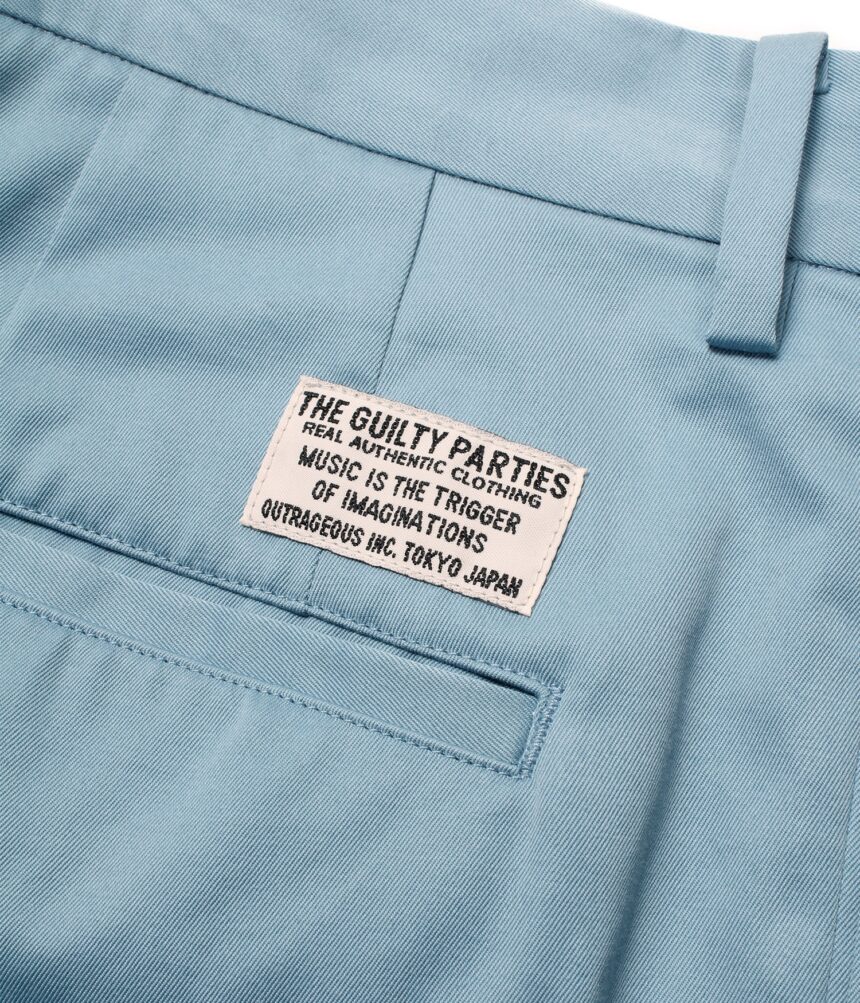 THE GUILTY PARTIES
REAL AUTHENTIC CLOTHING
MUSIC IS THE TRIGGER
OF IMAGINATIONS
OUTRAGEOUS INC. TOKYO JAPAN